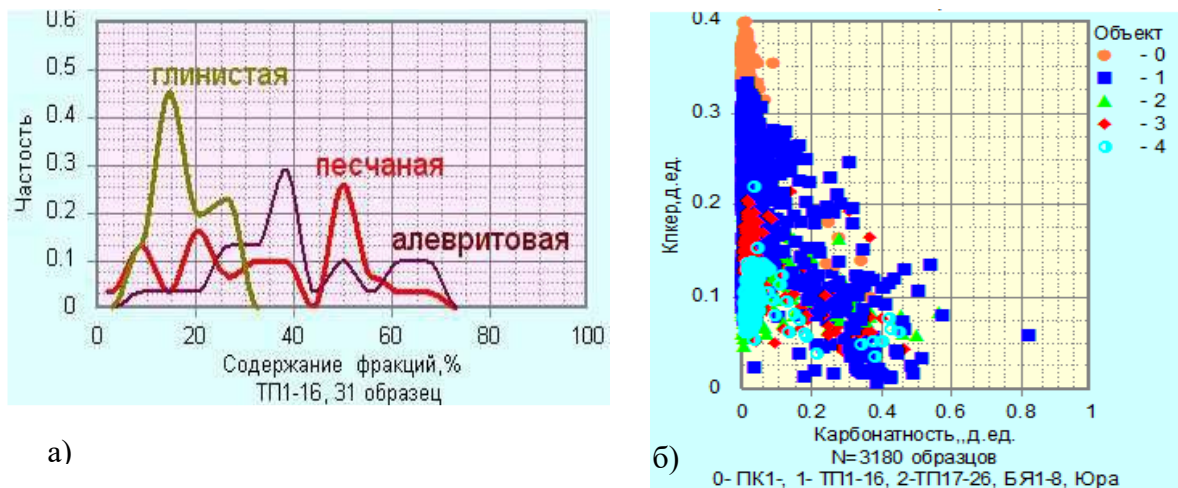 0.6
0.5
0.4
0.3
0.2
0.1
0
Частость
глинистая
песчаная
алевритовая
0 20 40 60 80 100
Содержание фракций,%
ТП1-16, 31 образец
а)
0.4
0.3
0.2
0.1
0
Кпкер,д.ед.
Объект
- 0
- 1
- 2
- 3
- 4
0 0.2 0.4 0.6 0.8 1
Карбонатность,,д.ед.
N=3180 образцов
0- ПК1-, 1- ТП1-16, 2-ТП17-26, БЯ1-8, Юра
б)